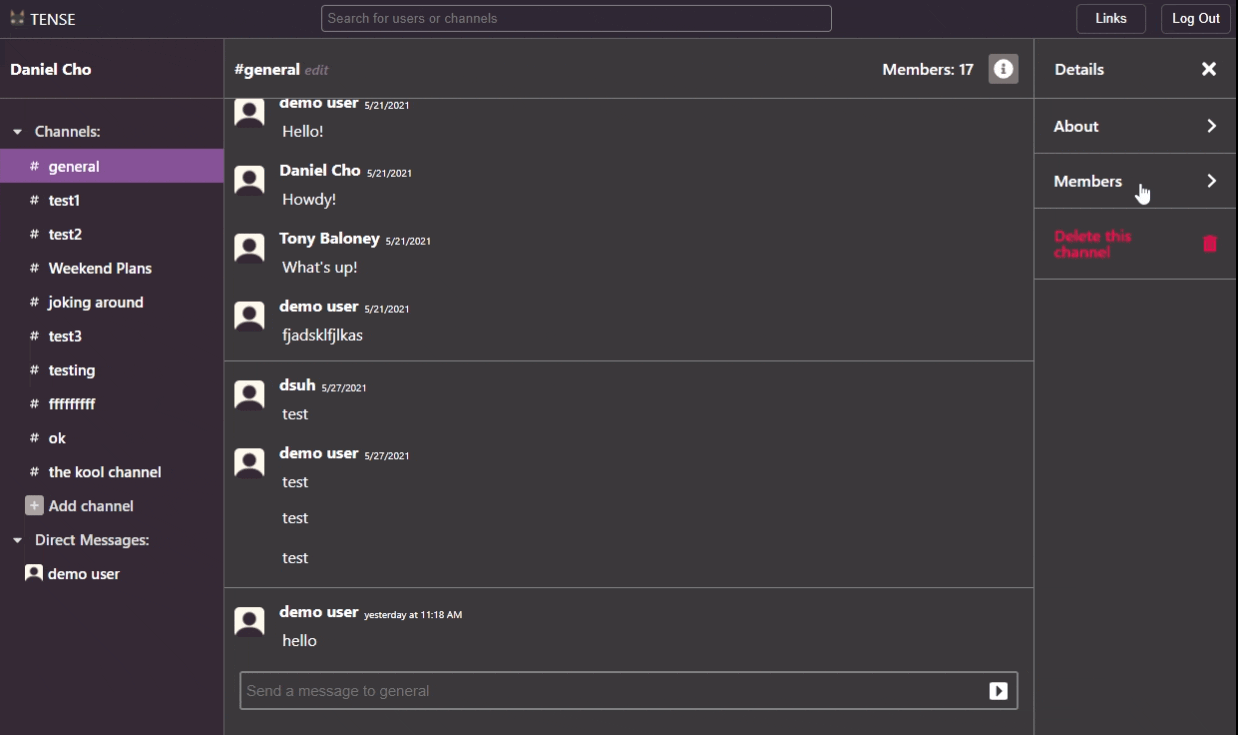 TENSE
Search for users or channels
Links
Log Out
Daniel Cho
Channels:
# general
# test1
# test2
# Weekend Plans
# joking around
# test3
# testing
# fffffffff
# ok
# the kool channel
+ Add channel
Direct Messages:
demo user
#general edit
Members: 17
demo user 5/21/2021
Hello!
Daniel Cho 5/21/2021
Howdy!
Tony Baloney 5/21/2021
What's up!
demo user 5/21/2021
fjadsklfjlkas
dsuh 5/27/2021
test
demo user 5/27/2021
test
test
test
demo user yesterday at 11:18 AM
hello
Send a message to general
Details
About
Members
Delete this
channel